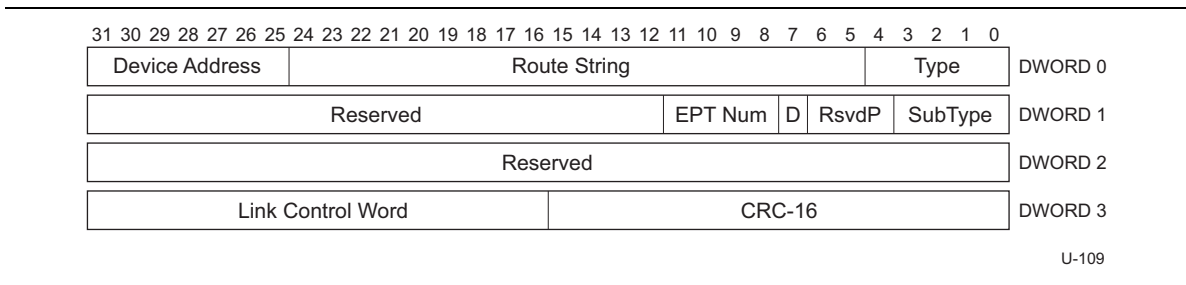 31 30 29 28 27 26 25 24 23 22 21 20 19 18 17 16 15 14 13 12 11 10 9 8 7 6 5 4 3 2 1 0
Device Address Route String Type DWORD 0
Reserved EPT Num D RsvdP SubType DWORD 1
Reserved DWORD 2
Link Control Word CRC-16 DWORD 3
U-109